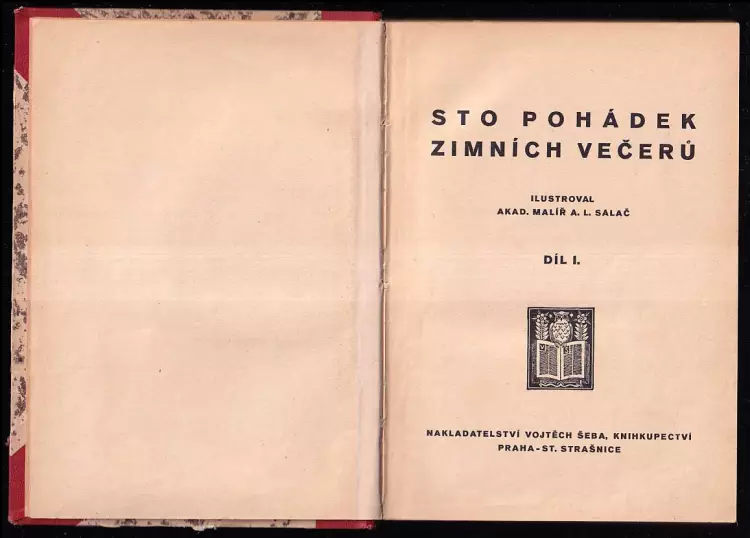 STO POHÁDEK
ZIMNÍCH VEČERŮ
ILUSTROVAL
AKAD. MALÍŘ A. L. SALAČ
DÍL I.
NAKLADATELSTVÍ VOJTĚCH ŠEBA, KNIHKUPECTVÍ
PRAHA-ST. STRAŠNICE